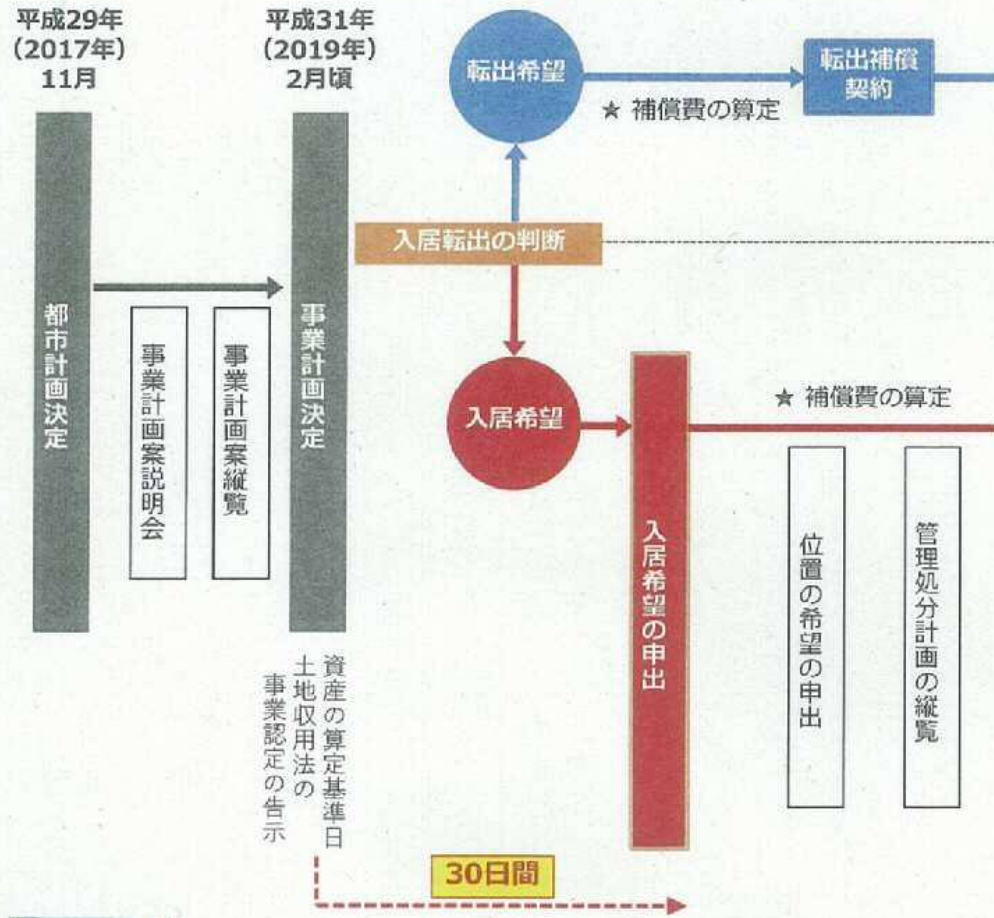 平成29年
(2017年)
11月
平成31年
(2019年)
2月頃
転出希望
★ 補償費の算定
転出補償
契約
入居転出の判断
都市計画決定
事業計画案説明会
事業計画案縦覧
事業計画決定
入居希望
入居希望の申出
★ 補償費の算定
位置の希望の申出
管理処分計画の縦覧
資産の算定基準日
土地収用法の
事業認定の告示
30日間